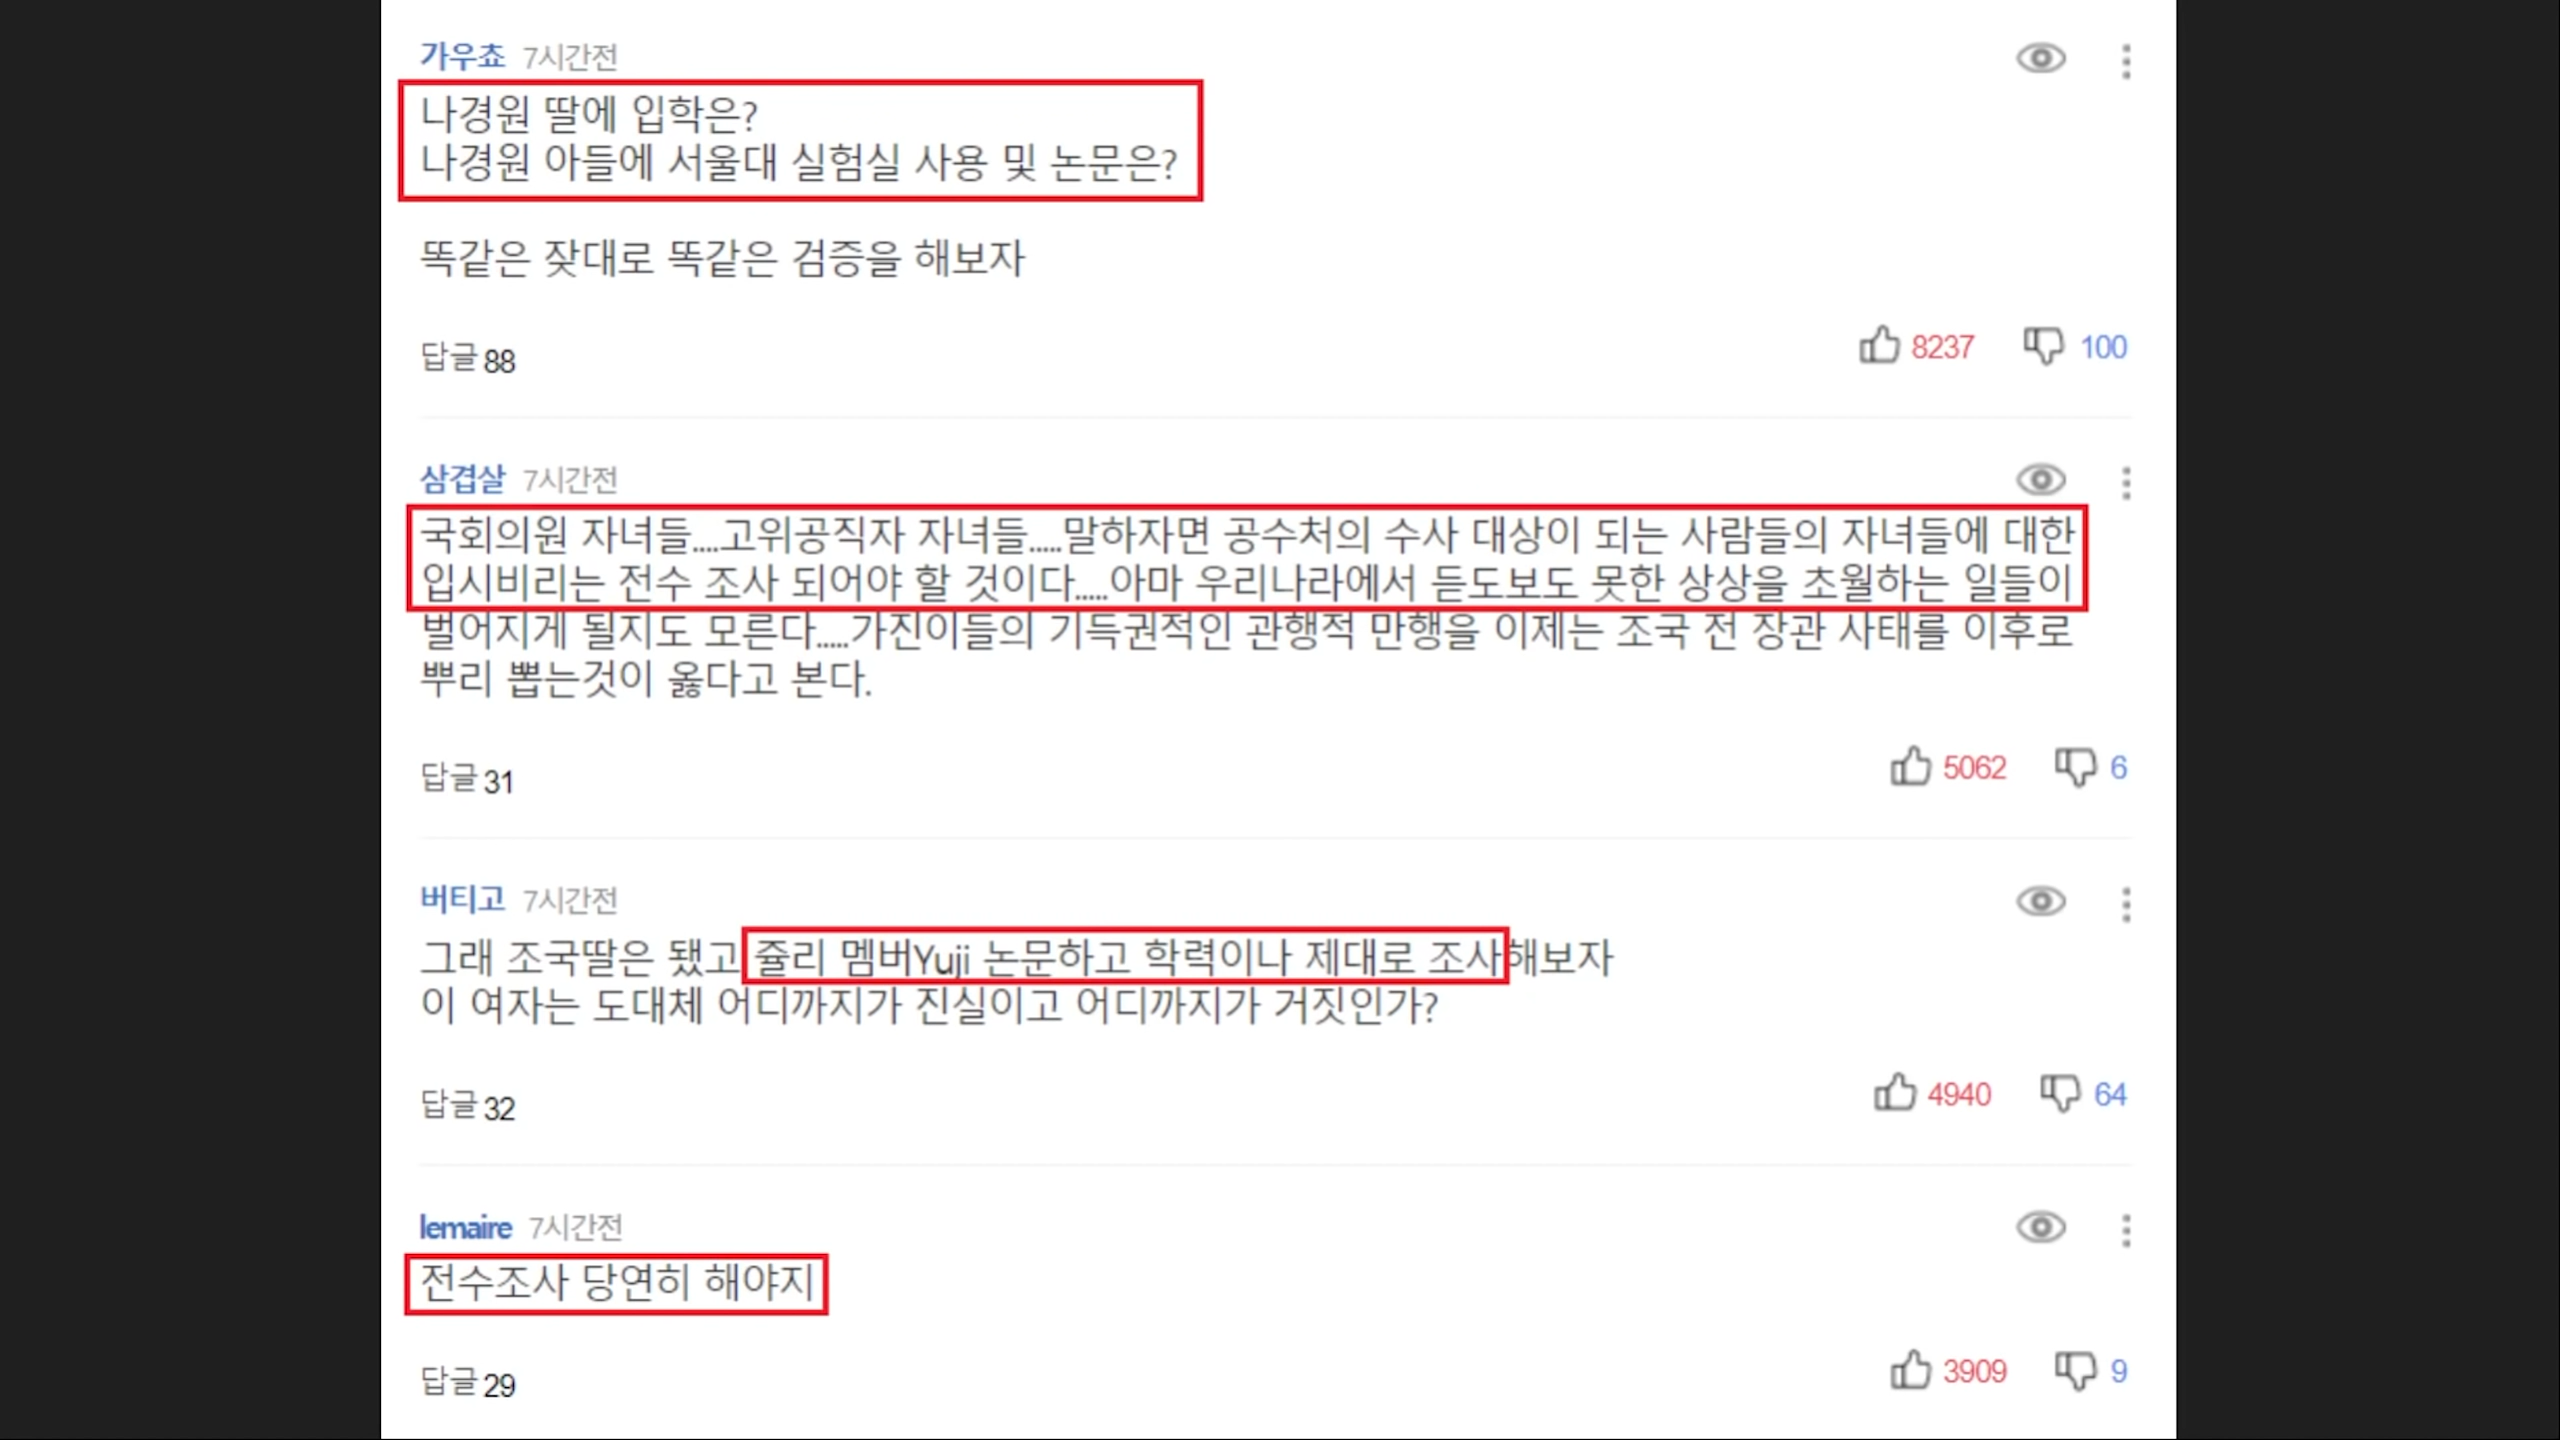 가우쵸 7시간전
나경원 딸에 입학은?
나경원 아들에 서울대 실험실 사용 및 논문은?
똑같은 잣대로 똑같은 검증을 해보자
답글 88 8237 100
삼겹살 7시간전
국회의원 자녀들....고위공직자 자녀들.....말하자면 공수처의 수사 대상이 되는 사람들의 자녀들에 대한
입시비리는 전수 조사 되어야 할 것이다.....아마 우리나라에서 듣도보도 못한 상상을 초월하는 일들이
벌어지게 될지도 모른다.....가진이들의 기득권적인 관행적 만행을 이제는 조국 전 장관 사태를 이후로
뿌리 뽑는것이 옳다고 본다.
답글 31 5062 6
버티고 7시간전
그래 조국딸은 됐고 쥴리 멤버Yuji 논문하고 학력이나 제대로 조사해보자
이 여자는 도대체 어디까지가 진실이고 어디까지가 거짓인가?
답글 32 4940 64
lemaire 7시간전
전수조사 당연히 해야지
답글 29 3909 9